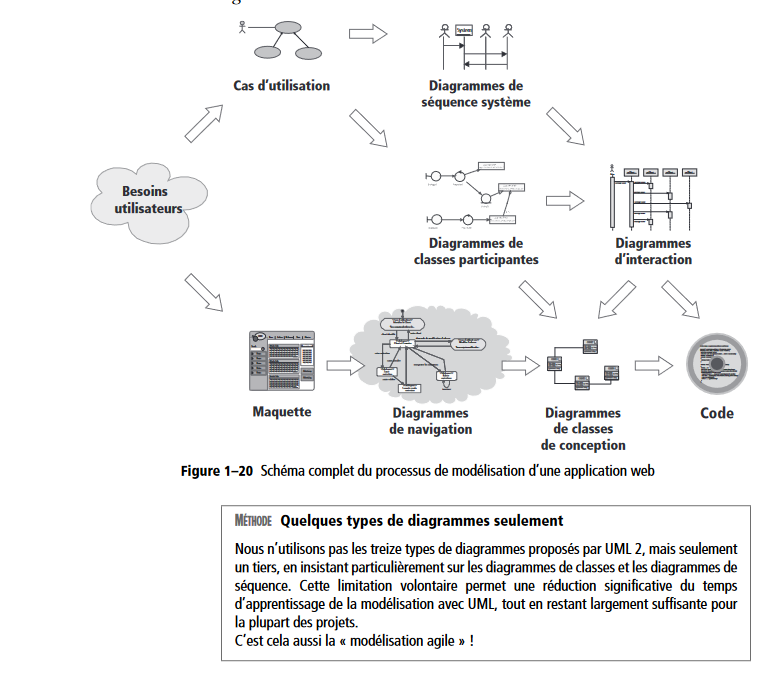 Cas d'utilisation
Diagrammes de
séquence système
Besoins
utilisateurs
Diagrammes de
classes participantes
Diagrammes
d'interaction
Maquette
Diagrammes
de navigation
Diagrammes
de classes
de conception
Code
Figure 1–20 Schéma complet du processus de modélisation d'une application web
MÉTHODE Quelques types de diagrammes seulement
Nous n'utilisons pas les treize types de diagrammes proposés par UML 2, mais seulement
un tiers, en insistant particulièrement sur les diagrammes de classes et les diagrammes de
séquence. Cette limitation volontaire permet une réduction significative du temps
d'apprentissage de la modélisation avec UML, tout en restant largement suffisante pour
la plupart des projets.
C'est cela aussi la « modélisation agile » !